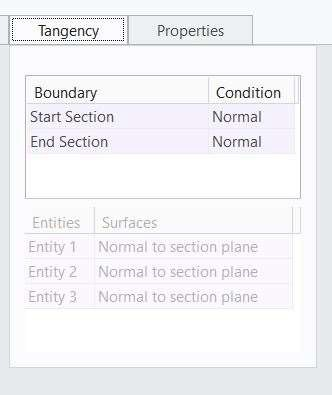 Tangency Properties
Boundary Condition
Start Section Normal
End Section Normal
Entities Surfaces
Entity 1 Normal to section plane
Entity 2 Normal to section plane
Entity 3 Normal to section plane